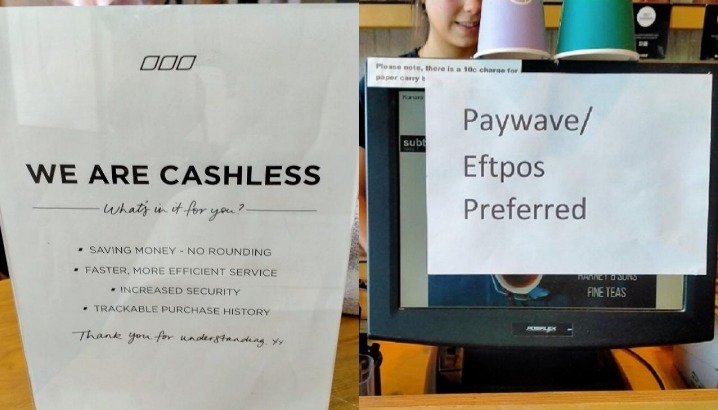 WE ARE CASHLESS
What's in it for you?
• SAVING MONEY - NO ROUNDING
• FASTER, MORE EFFICIENT SERVICE
• INCREASED SECURITY
• TRACKABLE PURCHASE HISTORY
Thank you for understanding. xx
Please note, there is a 10c charge for
paper carry
Paywave/
Eftpos
Preferred
HARNEY & SONS
FINE TEAS
POSIFLEX